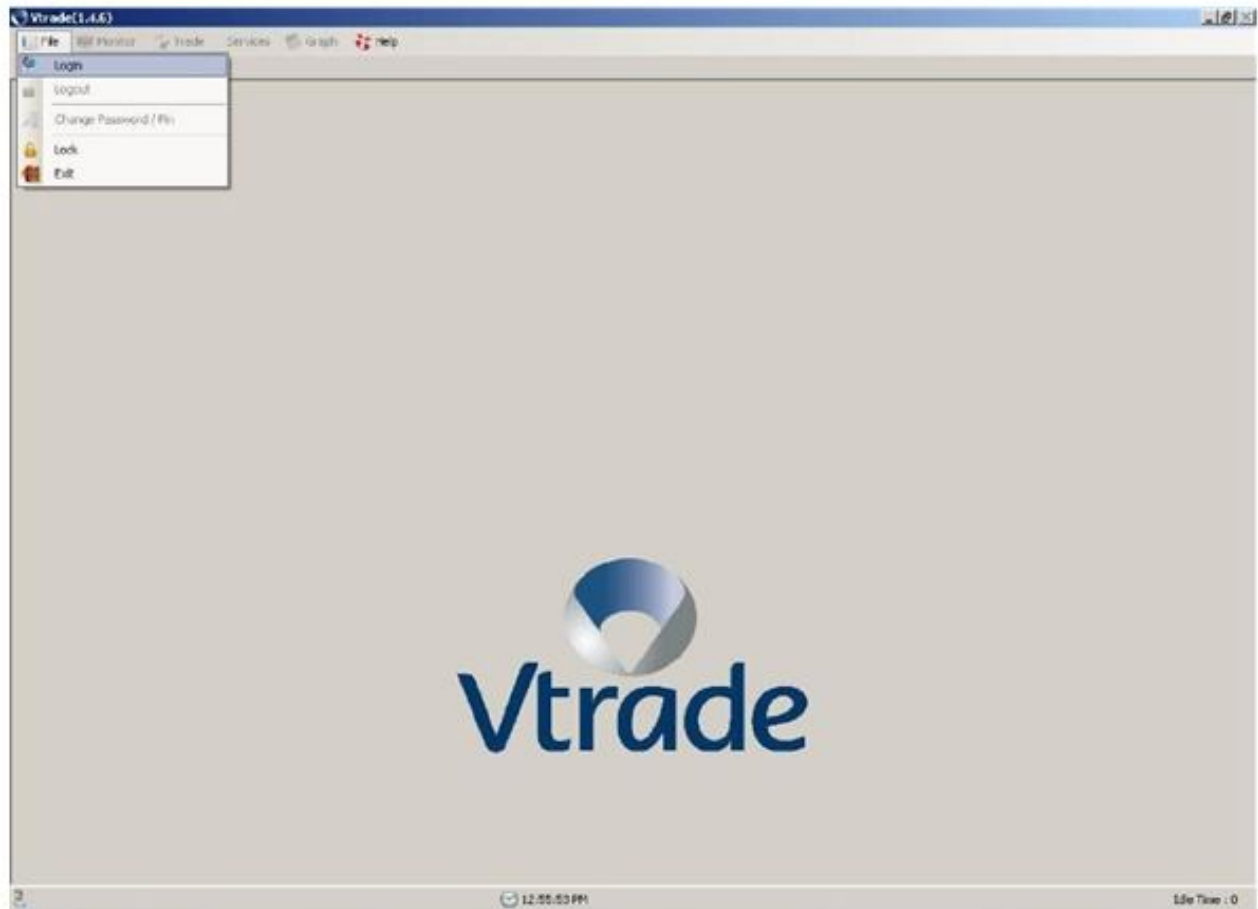 Vtrade(1.4.6)
File Monitor Trade Services Graph Help
Login
Logout
Change Password / Pin
Lock
Exit
Vtrade
12:55:53 PM
Idle Time : 0